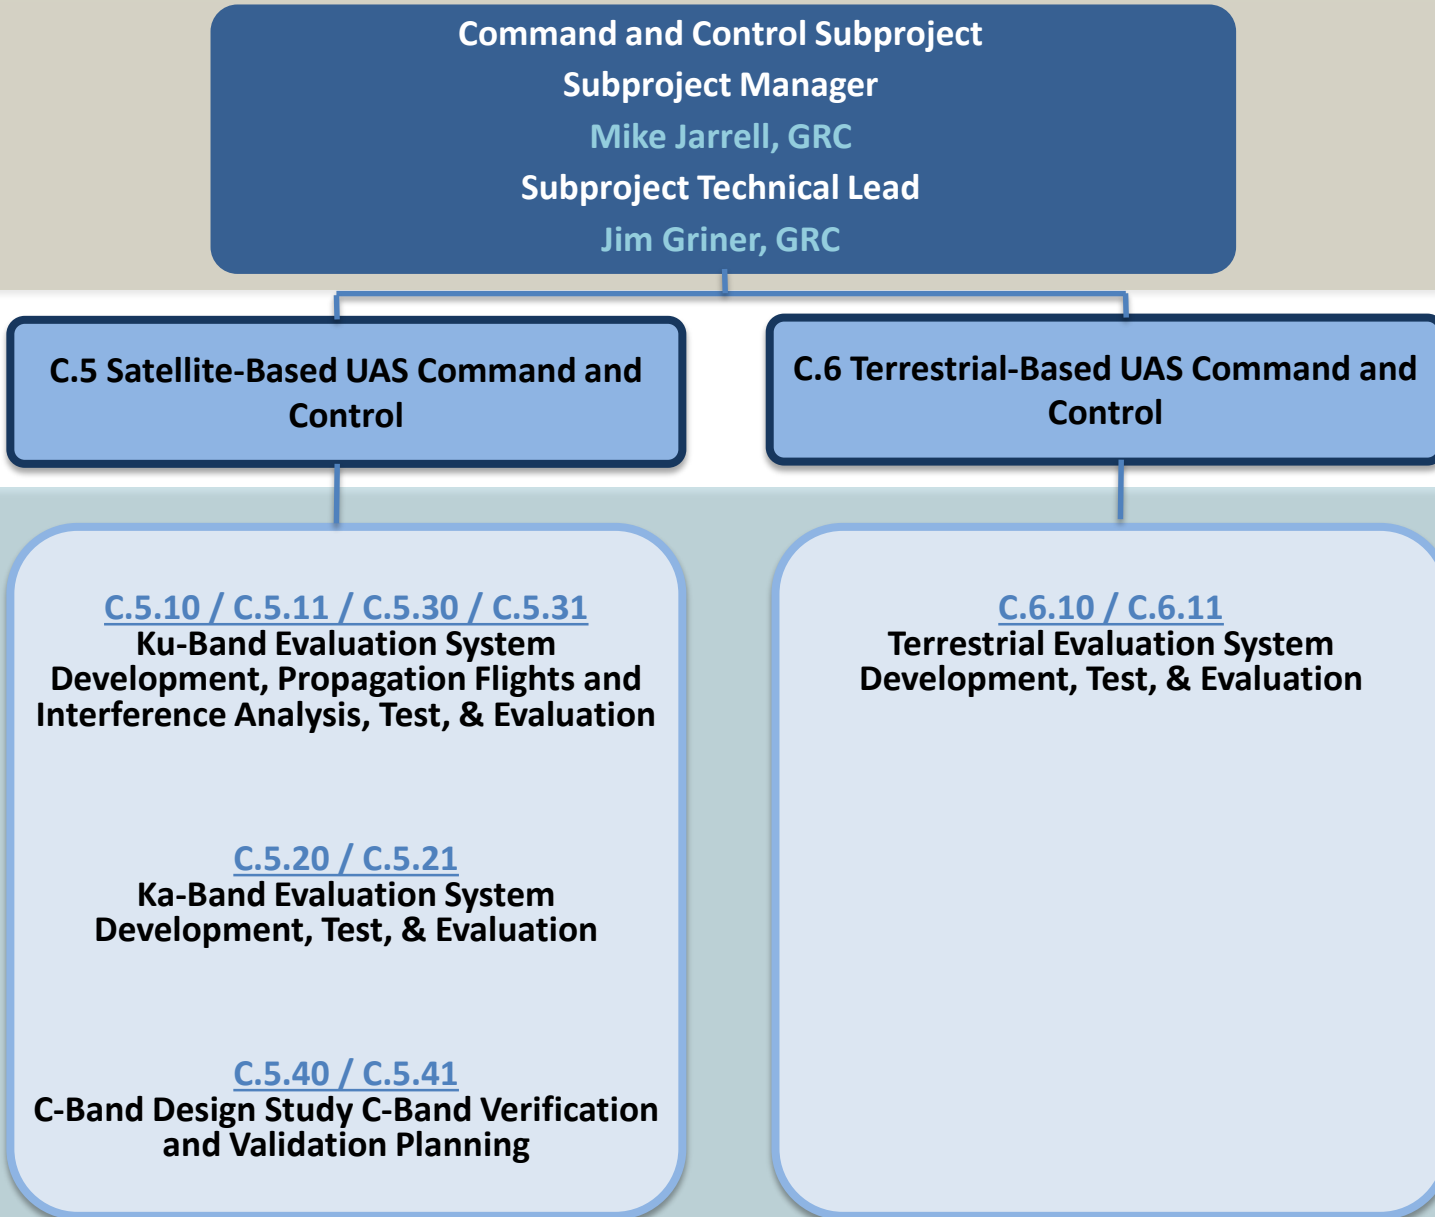 Command and Control Subproject
Subproject Manager
Mike Jarrell, GRC
Subproject Technical Lead
Jim Griner, GRC
C.5 Satellite-Based UAS Command and
Control
C.6 Terrestrial-Based UAS Command and
Control
C.5.10 / C.5.11 / C.5.30 / C.5.31
Ku-Band Evaluation System
Development, Propagation Flights and
Interference Analysis, Test, & Evaluation
C.5.20 / C.5.21
Ka-Band Evaluation System
Development, Test, & Evaluation
C.5.40 / C.5.41
C-Band Design Study C-Band Verification
and Validation Planning
C.6.10 / C.6.11
Terrestrial Evaluation System
Development, Test, & Evaluation